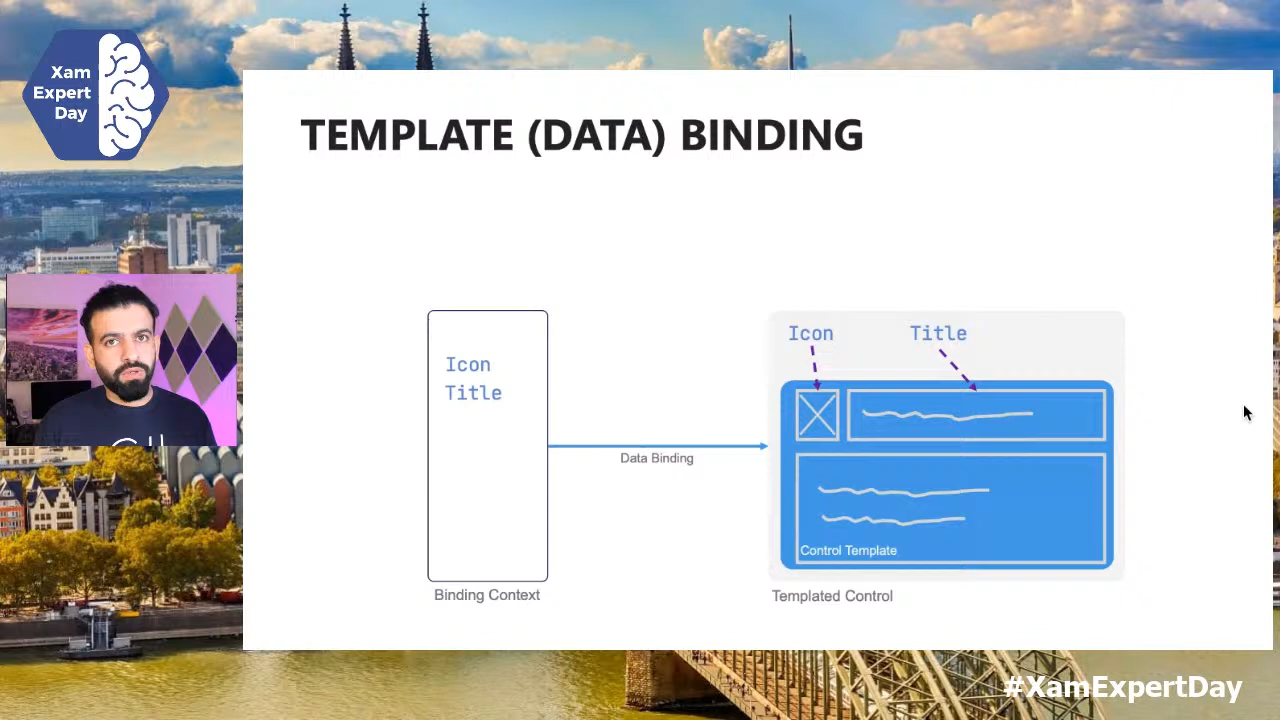 Xam
Expert
Day
TEMPLATE (DATA) BINDING
Icon
Title
Data Binding
Binding Context
Icon
Title
Control Template
Templated Control
#XamExpertDay